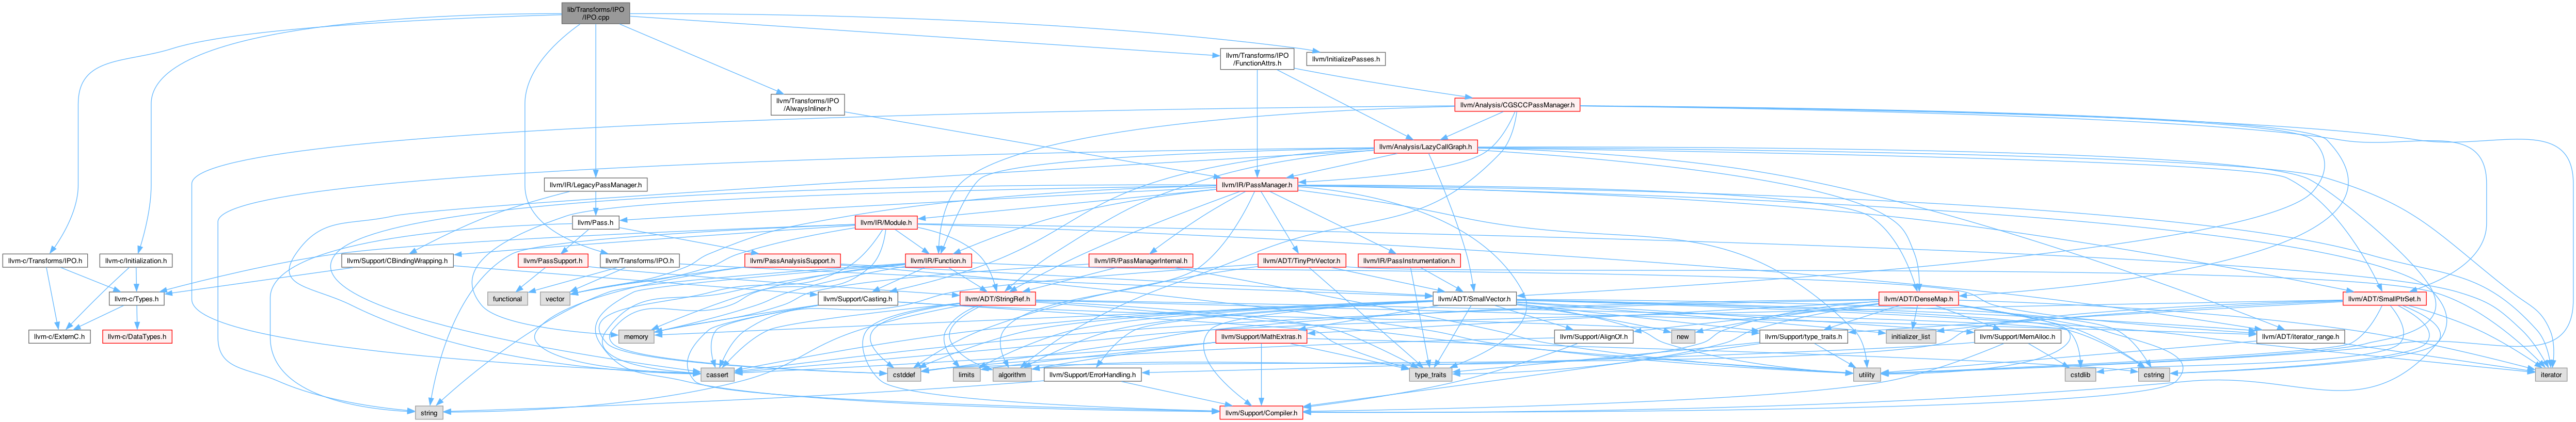 lib/Transforms/IPO
/IPO.cpp
llvm/Transforms/IPO
/FunctionAttrs.h
llvm/InitializePasses.h
llvm/Transforms/IPO
/AlwaysInliner.h
llvm/Analysis/CGSCCPassManager.h
llvm/Analysis/LazyCallGraph.h
llvm/IR/LegacyPassManager.h
llvm/IR/PassManager.h
llvm/Pass.h
llvm/IR/Module.h
llvm-c/Transforms/IPO.h
llvm-c/Initialization.h
llvm/Support/CBindingWrapping.h
llvm/PassSupport.h
llvm/Transforms/IPO.h
llvm/PassAnalysisSupport.h
llvm/IR/Function.h
llvm/IR/PassManagerInternal.h
llvm/ADT/TinyPtrVector.h
llvm/IR/PassInstrumentation.h
llvm-c/Types.h
functional
vector
llvm/Support/Casting.h
llvm/ADT/StringRef.h
llvm/ADT/SmallVector.h
llvm/ADT/DenseMap.h
llvm/ADT/SmallPtrSet.h
llvm-c/ExternC.h
llvm-c/DataTypes.h
memory
llvm/Support/MathExtras.h
llvm/Support/AlignOf.h
new
llvm/Support/type_traits.h
initializer_list
llvm/Support/MemAlloc.h
llvm/ADT/iterator_range.h
cassert
cstddef
limits
algorithm
llvm/Support/ErrorHandling.h
type_traits
utility
cstdlib
cstring
iterator
string
llvm/Support/Compiler.h